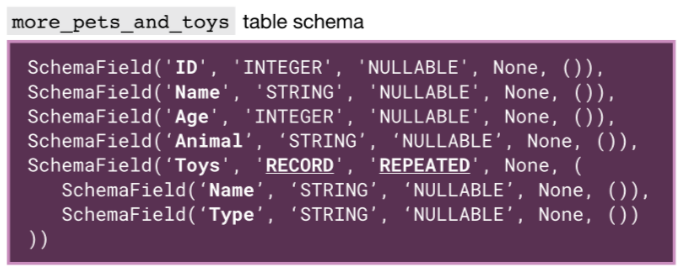 more_pets_and_toys table schema
SchemaField('ID', 'INTEGER', 'NULLABLE', None, ()),
SchemaField('Name', 'STRING', 'NULLABLE', None, ()),
SchemaField('Age', 'INTEGER', 'NULLABLE', None, ()),
SchemaField('Animal', ‘STRING’, ‘NULLABLE’, None, ()),
SchemaField('Toys', 'RECORD', 'REPEATED', None, (
SchemaField(‘Name’, ‘STRING’, ‘NULLABLE’, None, ()),
SchemaField(‘Type’, ‘STRING’, ‘NULLABLE’, None, ())
))